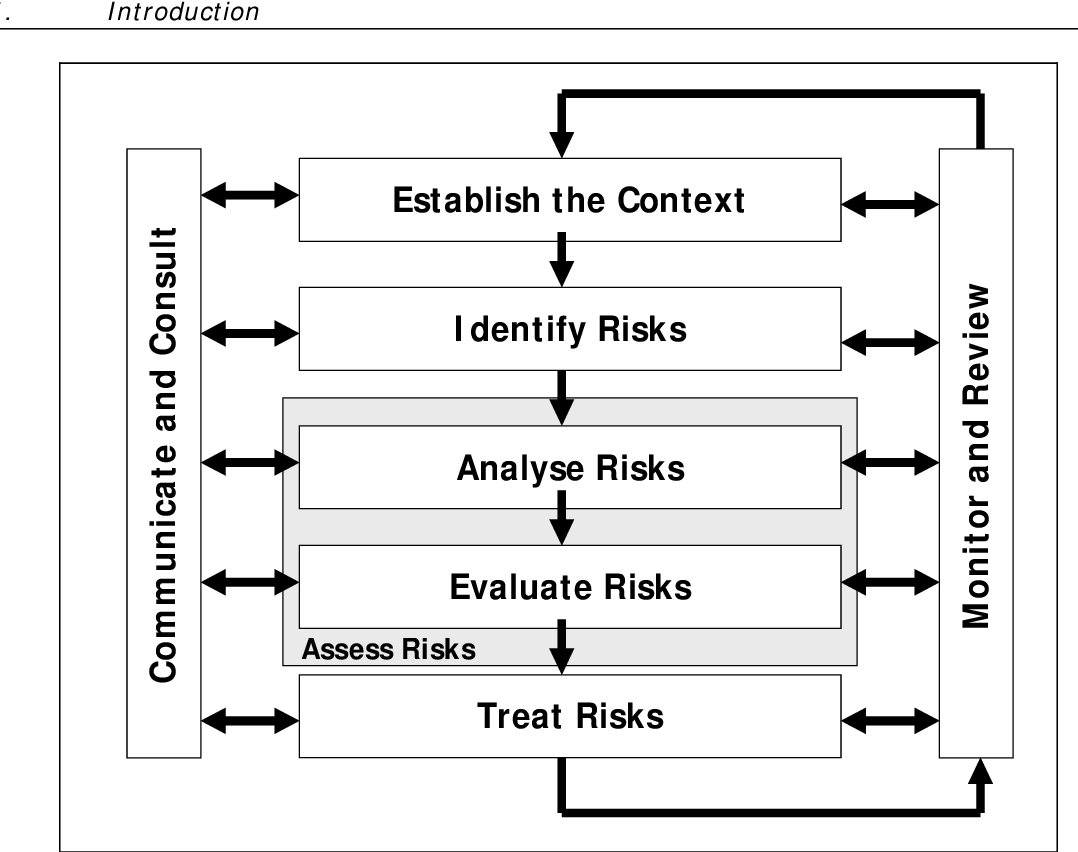 . Introduction
Establish the Context
Identify Risks
Analyse Risks
Evaluate Risks
Assess Risks
Treat Risks
Communicate and Consult
Monitor and Review